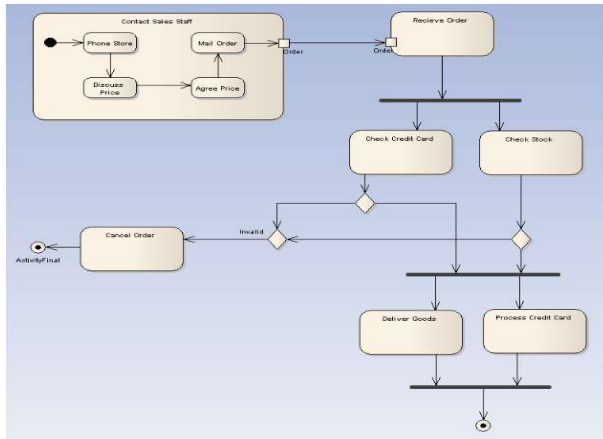 Contact Sales Staff
Phone Store
Mail Order
Discuss
Price
Agree Price
Order
Order
Recieve Order
Check Credit Card
Check Stock
Invalid
Cancel Order
ActivityFinal
Deliver Goods
Process Credit Card